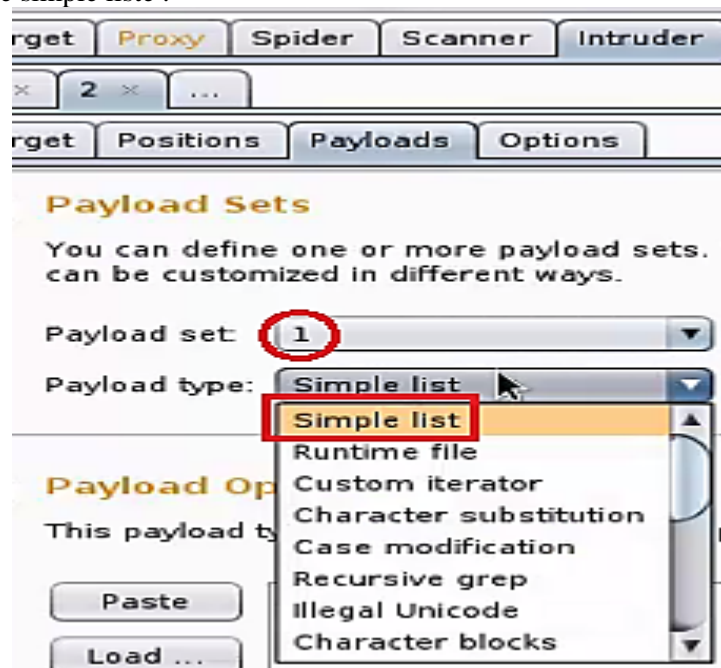 rget Proxy Spider Scanner Intruder
× 2 × ...
rget Positions Payloads Options
Payload Sets
You can define one or more payload sets.
can be customized in different ways.
Payload set: 1
Payload type: Simple list
Simple list
Runtime file
Custom iterator
Character substitution
Case modification
Recursive grep
Illegal Unicode
Character blocks
Payload Op
This payload ty
Paste
Load ...